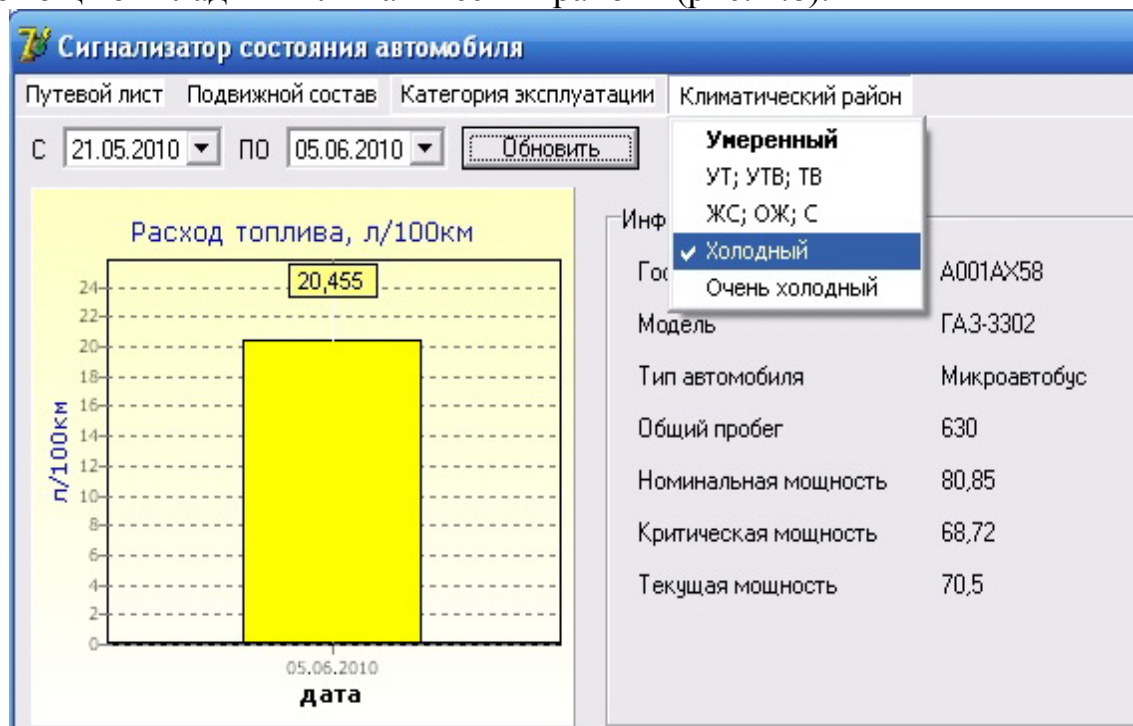 Сигнализатор состояния автомобиля
Путевой лист Подвижной состав Категория эксплуатации Климатический район
С 21.05.2010 ПО 05.06.2010 Обновить
Умеренный
УТ; УТВ; ТВ
ЖС; ОЖ; С
Холодный
Очень холодный
Расход топлива, л/100км
20,455
24
22
20
18
16
14
12
10
8
6
4
2
0
л/100км
05.06.2010
дата
А001АХ58
Модель ГАЗ-3302
Тип автомобиля Микроавтобус
Общий пробег 630
Номинальная мощность 80,85
Критическая мощность 68,72
Текущая мощность 70,5